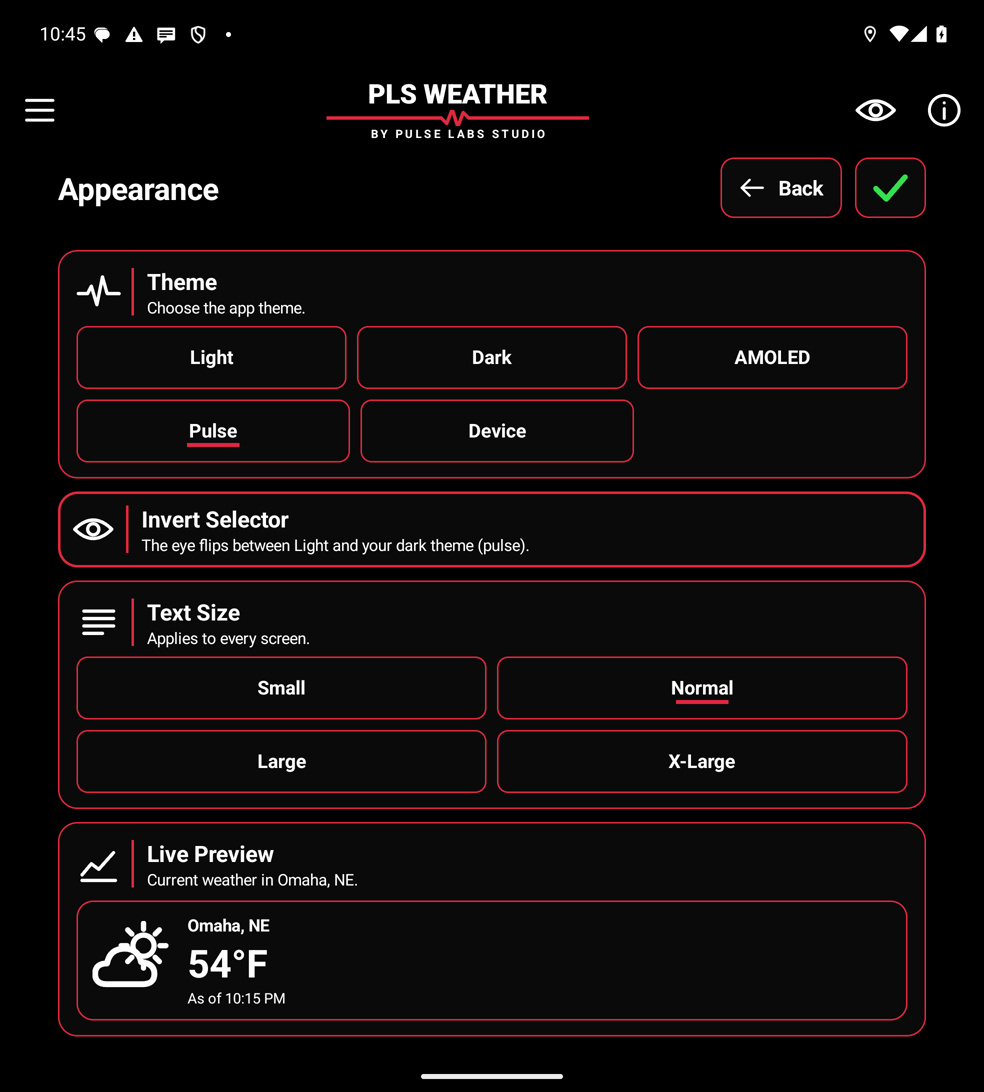 10:45
PLS WEATHER
BY PULSE LABS STUDIO
Appearance
Back
Theme
Choose the app theme.
Light
Dark
AMOLED
Pulse
Device
Invert Selector
The eye flips between Light and your dark theme (pulse).
Text Size
Applies to every screen.
Small
Normal
Large
X-Large
Live Preview
Current weather in Omaha, NE.
Omaha, NE
54°F
As of 10:15 PM